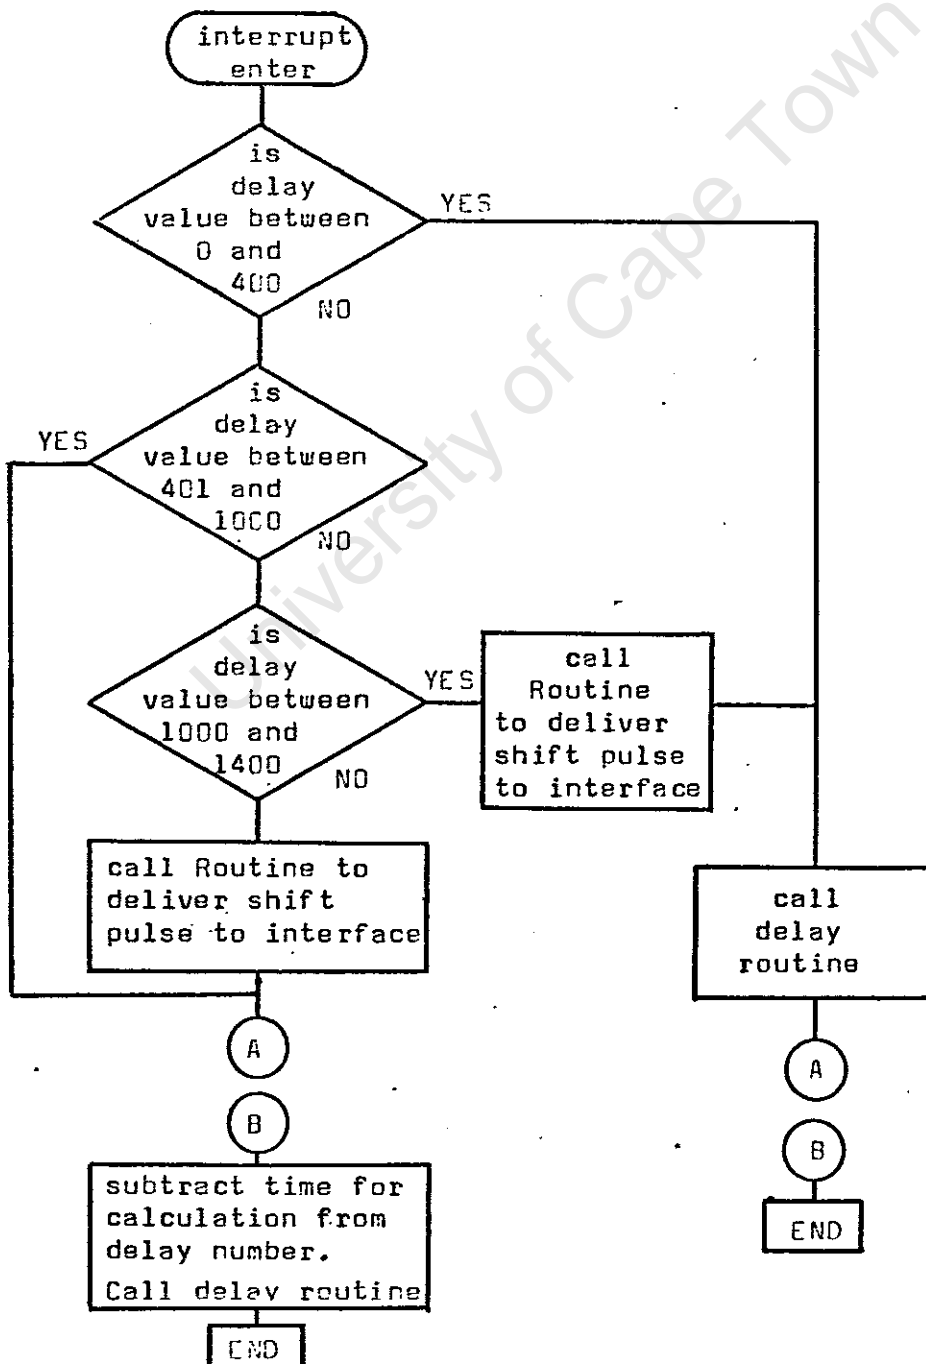 interrupt
enter
is
delay
value between
0 and
400
YES
NO
is
delay
value between
401 and
1000
YES
NO
is
delay
value between
1000 and
1400
YES
NO
call
Routine
to deliver
shift pulse
to interface
call Routine to
deliver shift
pulse to interface
call
delay
routine
A
B
subtract time for
calculation from
delay number.
Call delay routine
END
A
B
END
University of Cape Town